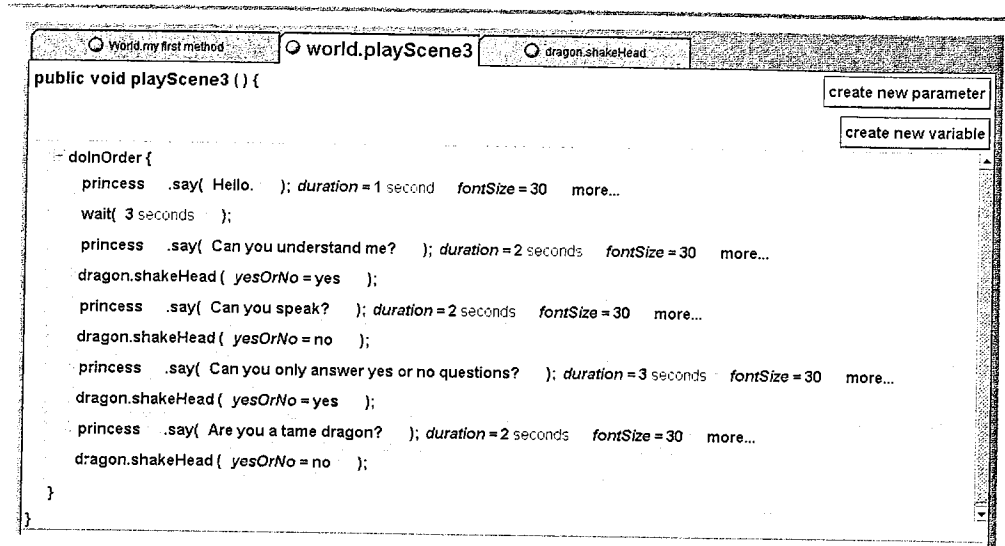 World.my first method world.playScene3 dragon.shakeHead
public void playScene3 () {
create new parameter
create new variable
doInOrder {
princess .say( Hello. ); duration = 1 second fontSize = 30 more...
wait( 3 seconds );
princess .say( Can you understand me? ); duration = 2 seconds fontSize = 30 more...
dragon.shakeHead ( yesOrNo = yes );
princess .say( Can you speak? ); duration = 2 seconds fontSize = 30 more...
dragon.shakeHead ( yesOrNo = no );
princess .say( Can you only answer yes or no questions? ); duration = 3 seconds fontSize = 30 more...
dragon.shakeHead ( yesOrNo = yes );
princess .say( Are you a tame dragon? ); duration = 2 seconds fontSize = 30 more...
dragon.shakeHead ( yesOrNo = no );
}
}